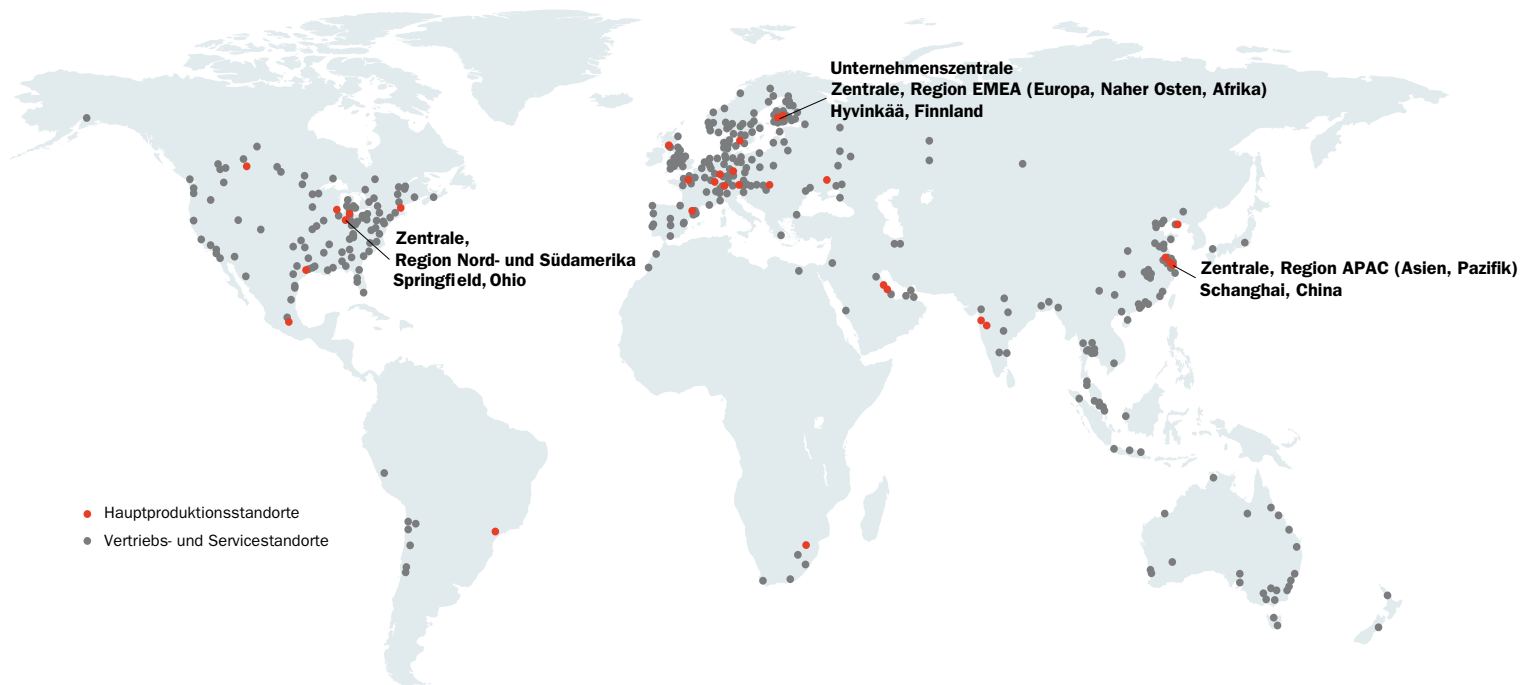 Unternehmenszentrale
Zentrale, Region EMEA (Europa, Naher Osten, Afrika)
Hyvinkää, Finnland
Zentrale,
Region Nord- und Südamerika
Springfield, Ohio
Zentrale, Region APAC (Asien, Pazifik)
Schanghai, China
Hauptproduktionsstandorte
Vertriebs- und Servicestandorte